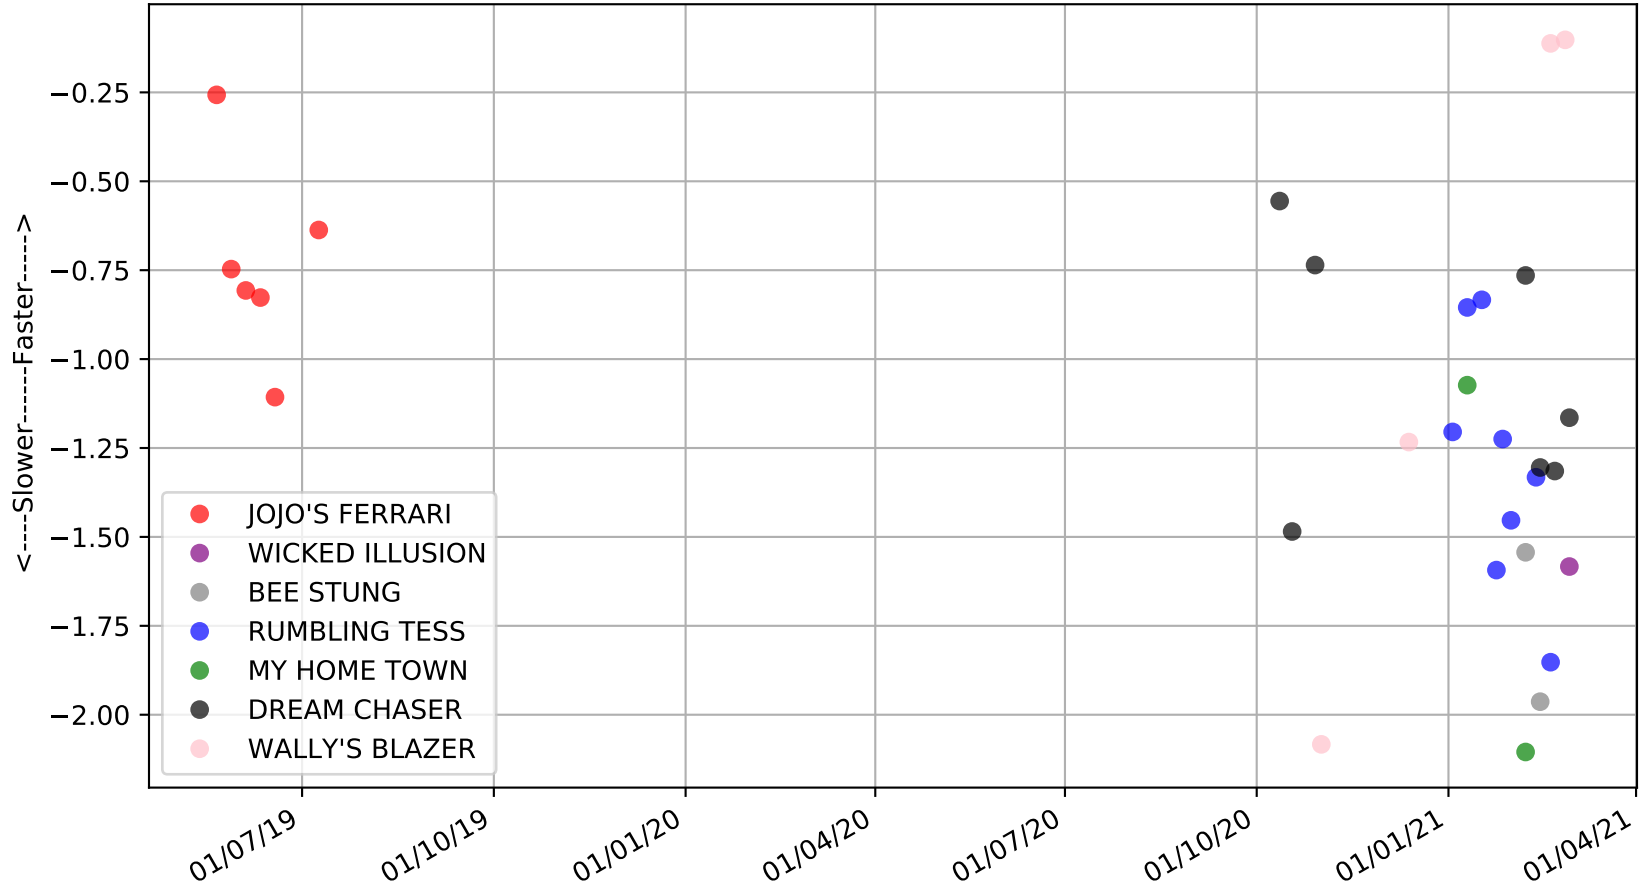 <----Slower------Faster----->
−0.25
−0.50
−0.75
−1.00
−1.25
−1.50
−1.75
−2.00
JOJO'S FERRARI
WICKED ILLUSION
BEE STUNG
RUMBLING TESS
MY HOME TOWN
DREAM CHASER
WALLY'S BLAZER
01/07/19
01/10/19
01/01/20
01/04/20
01/07/20
01/10/20
01/01/21
01/04/21